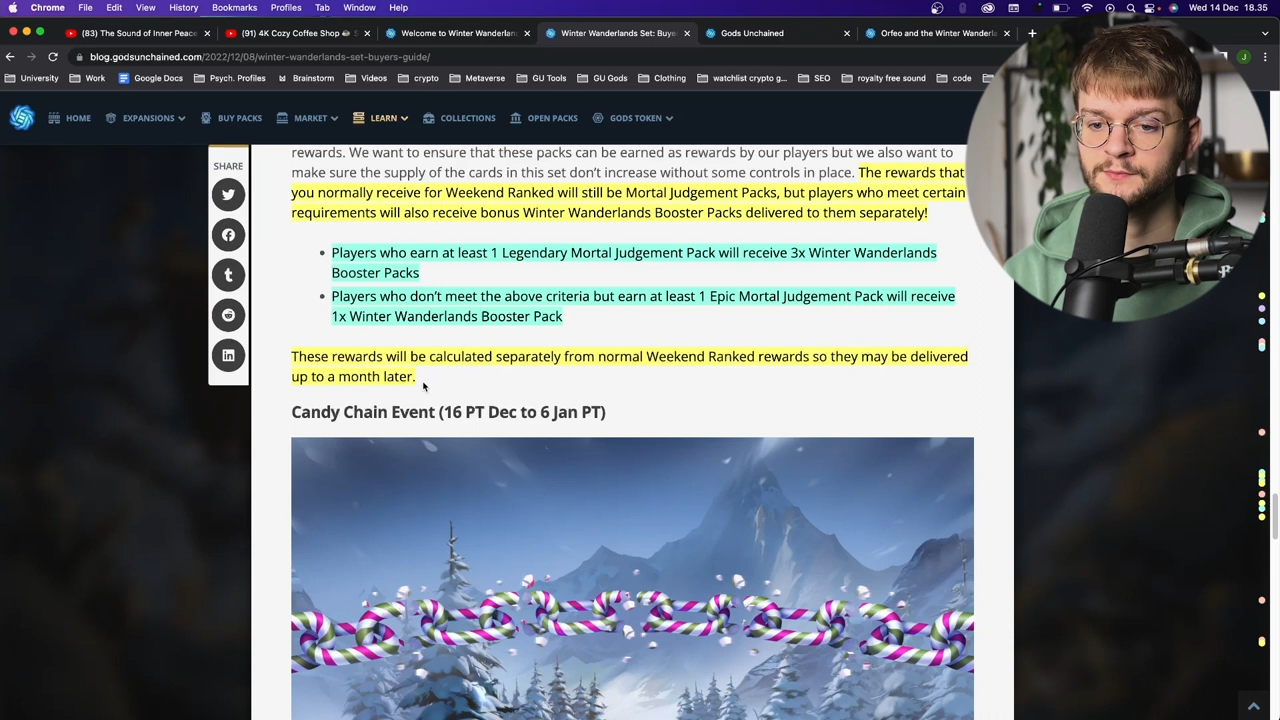 Chrome File Edit View History Bookmarks Profiles Tab Window Help Wed 14 Dec 18.35
(83) The Sound of Inner Peace (91) 4K Cozy Coffee Shop Welcome to Winter Wanderlan Winter Wanderlands Set: Buye Gods Unchained Orfeo and the Winter Wanderla
blog.godsunchained.com/2022/12/08/winter-wanderlands-set-buyers-guide/ J
University Work Google Docs Psych. Profiles Brainstorm Videos crypto Metaverse GU Tools GU Gods Clothing watchlist crypto g... SEO royalty free sound code
HOME EXPANSIONS BUY PACKS MARKET LEARN COLLECTIONS OPEN PACKS GODS TOKEN
SHARE
rewards. We want to ensure that these packs can be earned as rewards by our players but we also want to
make sure the supply of the cards in this set don't increase without some controls in place. The rewards that
you normally receive for Weekend Ranked will still be Mortal Judgement Packs, but players who meet certain
requirements will also receive bonus Winter Wanderlands Booster Packs delivered to them separately!
• Players who earn at least 1 Legendary Mortal Judgement Pack will receive 3x Winter Wanderlands
Booster Packs
• Players who don't meet the above criteria but earn at least 1 Epic Mortal Judgement Pack will receive
1x Winter Wanderlands Booster Pack
These rewards will be calculated separately from normal Weekend Ranked rewards so they may be delivered
up to a month later.
Candy Chain Event (16 PT Dec to 6 Jan PT)